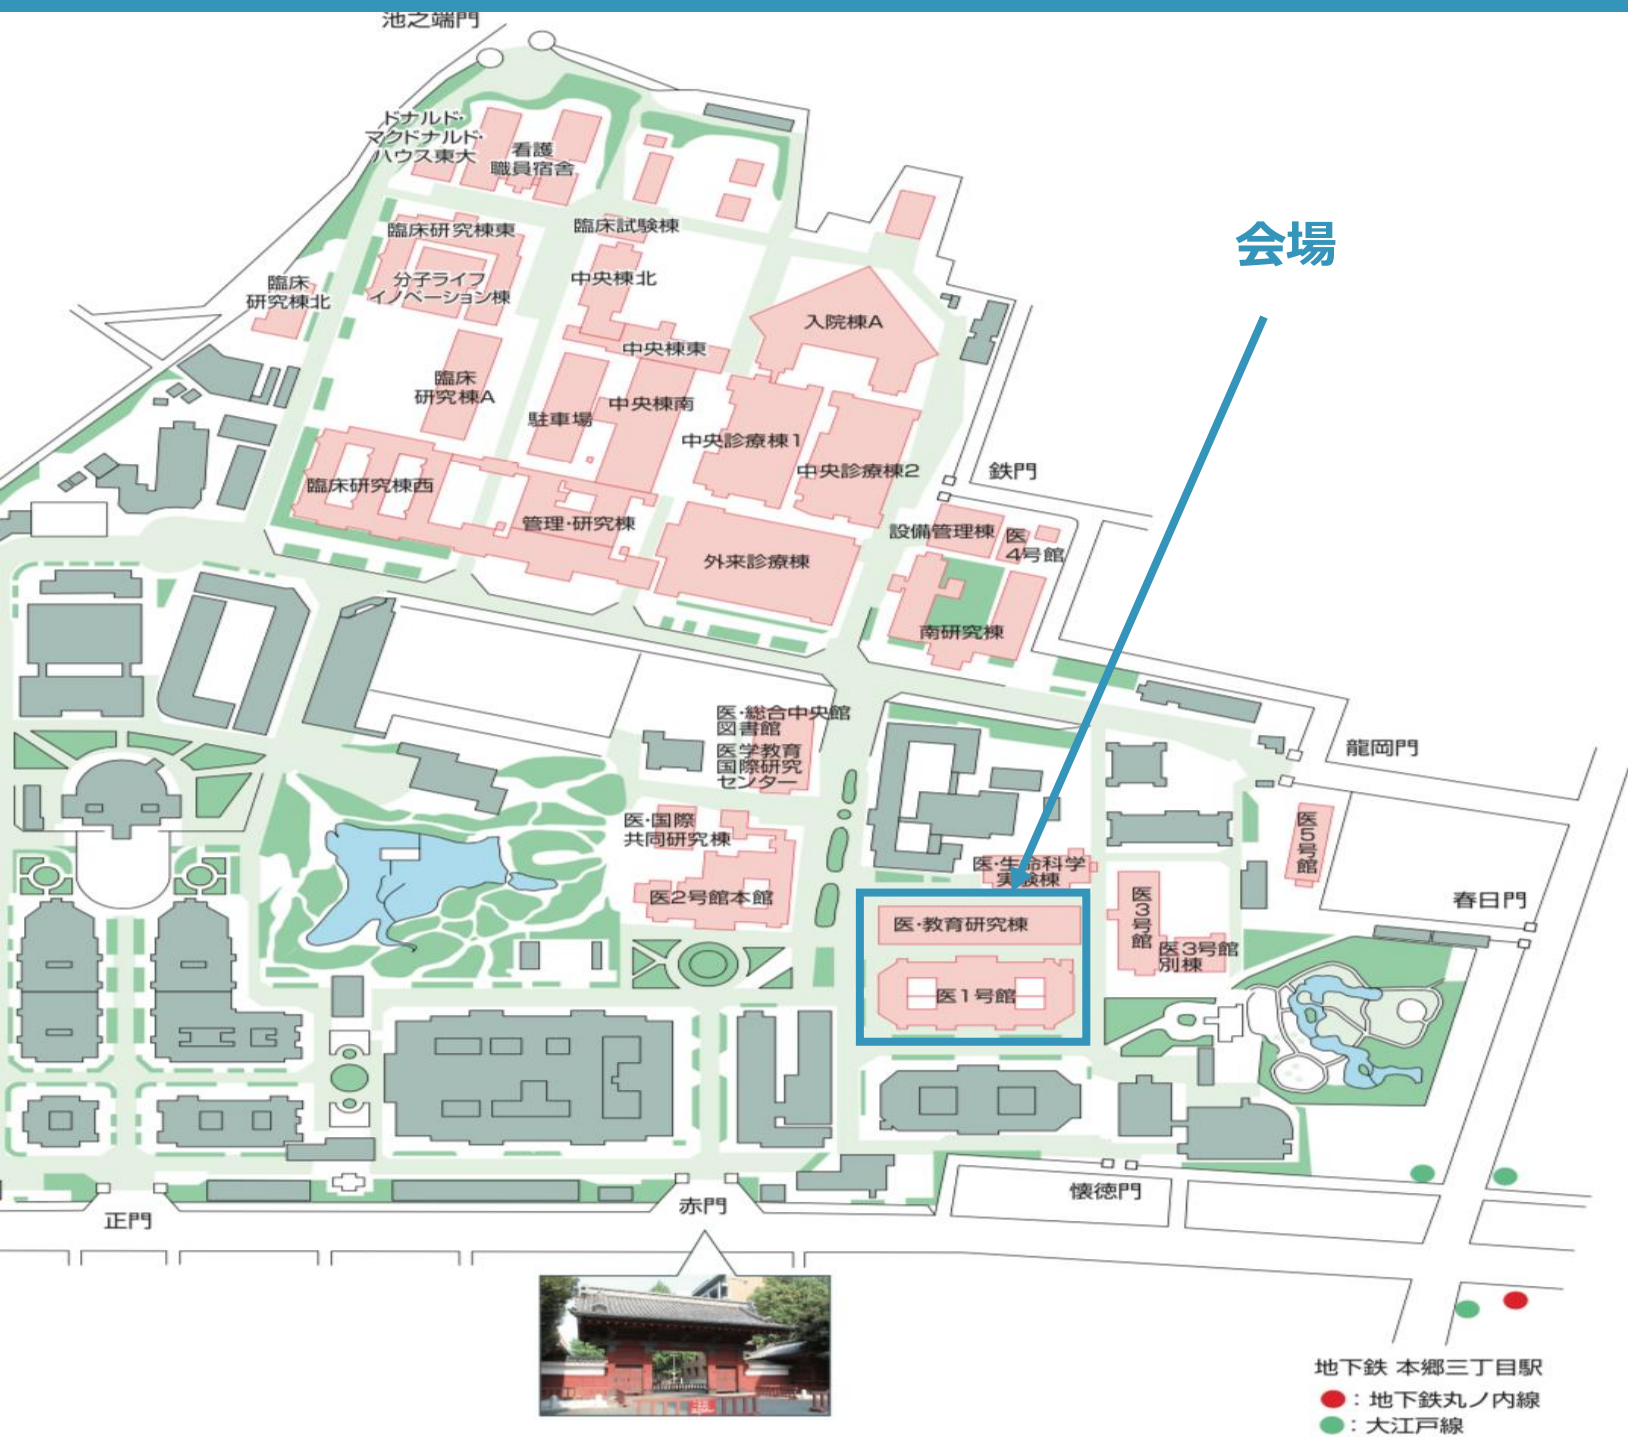 池之端門
ドナルド・
マクドナルド・
ハウス東大
看護
職員宿舎
臨床研究棟東
臨床試験棟
会場
分子ライフ
イノベーション棟
中央棟北
臨床
研究棟北
入院棟A
中央棟東
臨床
研究棟A
駐車場
中央棟南
中央診療棟1
中央診療棟2
鉄門
臨床研究棟西
管理・研究棟
設備管理棟
医
4号館
外来診療棟
南研究棟
医・総合中央館
図書館
医学教育
国際研究
センター
龍岡門
医・国際
共同研究棟
医5号館
医・生命科学
実験棟
医2号館本館
医・教育研究棟
医3号館
春日門
医3号館
別棟
医1号館
懐徳門
正門
赤門
地下鉄 本郷三丁目駅
：地下鉄丸ノ内線
：大江戸線